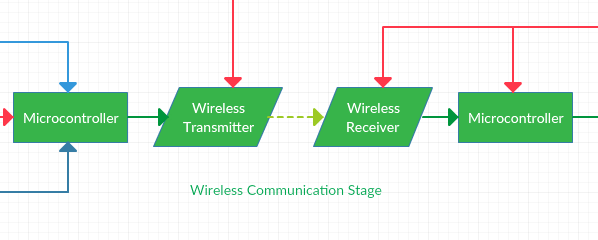 Microcontroller
Wireless
Transmitter
Wireless
Receiver
Microcontroller
Wireless Communication Stage